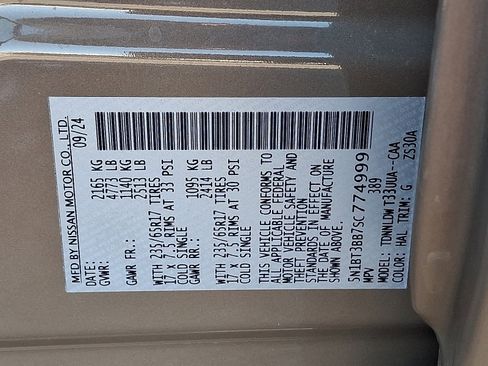 MFD BY NISSAN MOTOR CO., LTD.
DATE: 09/24
GVWR: 2165 KG
4773 LB
GAWR FR.: 1140 KG
2513 LB
WITH 235/65R17 TIRES
17 x 7.5 RIMS AT 33 PSI
COLD SINGLE
GAWR RR.: 1095 KG
2414 LB
WITH 235/65R17 TIRES
17 x 7.5 RIMS AT 30 PSI
COLD SINGLE
THIS VEHICLE CONFORMS TO
ALL APPLICABLE FEDERAL
MOTOR VEHICLE SAFETY AND
THEFT PREVENTION
STANDARDS IN EFFECT ON
THE DATE OF MANUFACTURE
SHOWN ABOVE.
5N1BT3BB7SC774999
MPV 389
MODEL: TDWNLDWT33UUA--CAA
COLOR: HAL TRIM: G ZS30A